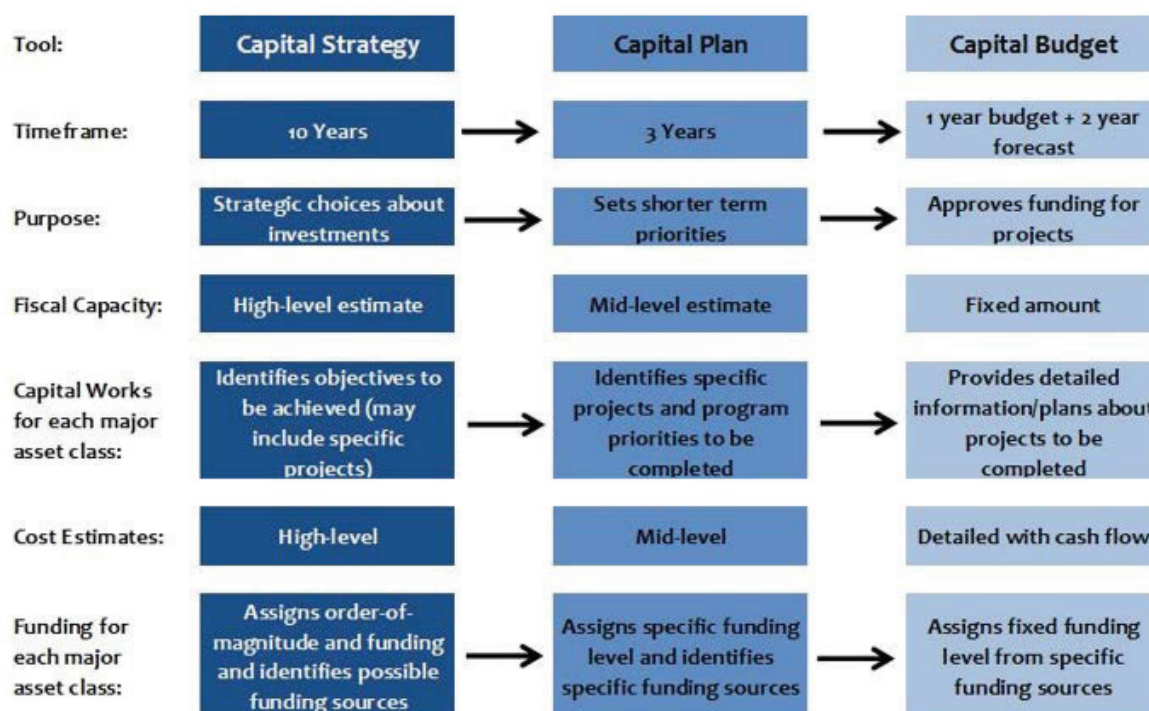 Tool:
Capital Strategy
Capital Plan
Capital Budget
Timeframe:
10 Years
3 Years
1 year budget + 2 year
forecast
Purpose:
Strategic choices about
investments
Sets shorter term
priorities
Approves funding for
projects
Fiscal Capacity:
High-level estimate
Mid-level estimate
Fixed amount
Capital Works
for each major
asset class:
Identifies objectives to
be achieved (may
include specific
projects)
Identifies specific
projects and program
priorities to be
completed
Provides detailed
information/plans about
projects to be
completed
Cost Estimates:
High-level
Mid-level
Detailed with cash flow
Funding for
each major
asset class:
Assigns order-of-
magnitude and funding
and identifies possible
funding sources
Assigns specific funding
level and identifies
specific funding sources
Assigns fixed funding
level from specific
funding sources